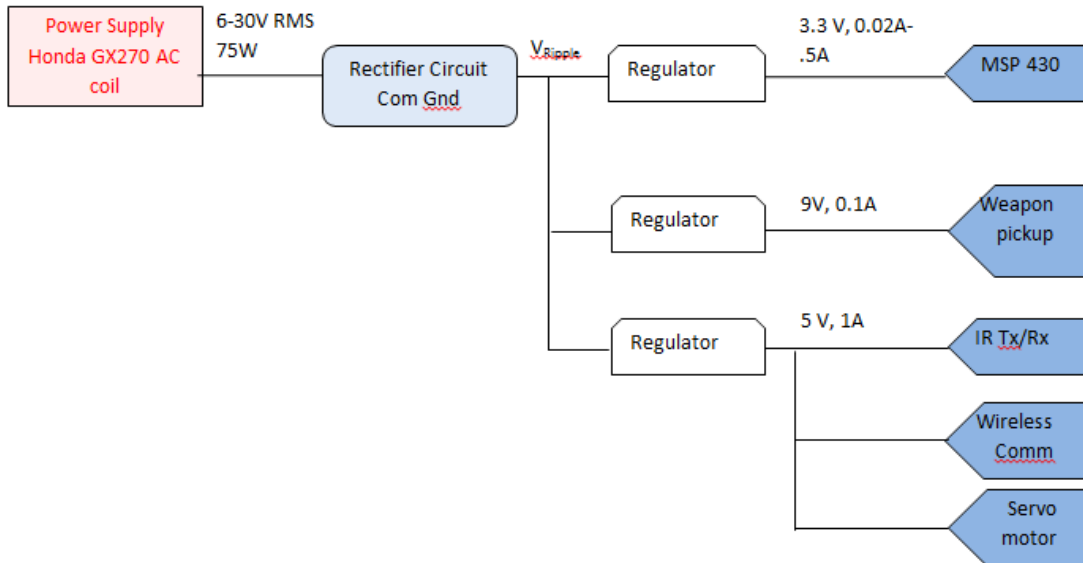 Power Supply
Honda GX270 AC
coil
6-30V RMS
75W
Rectifier Circuit
Com Gnd
VRipple
Regulator
3.3 V, 0.02A-
.5A
MSP 430
Regulator
9V, 0.1A
Weapon
pickup
Regulator
5 V, 1A
IR Tx/Rx
Wireless
Comm
Servo
motor